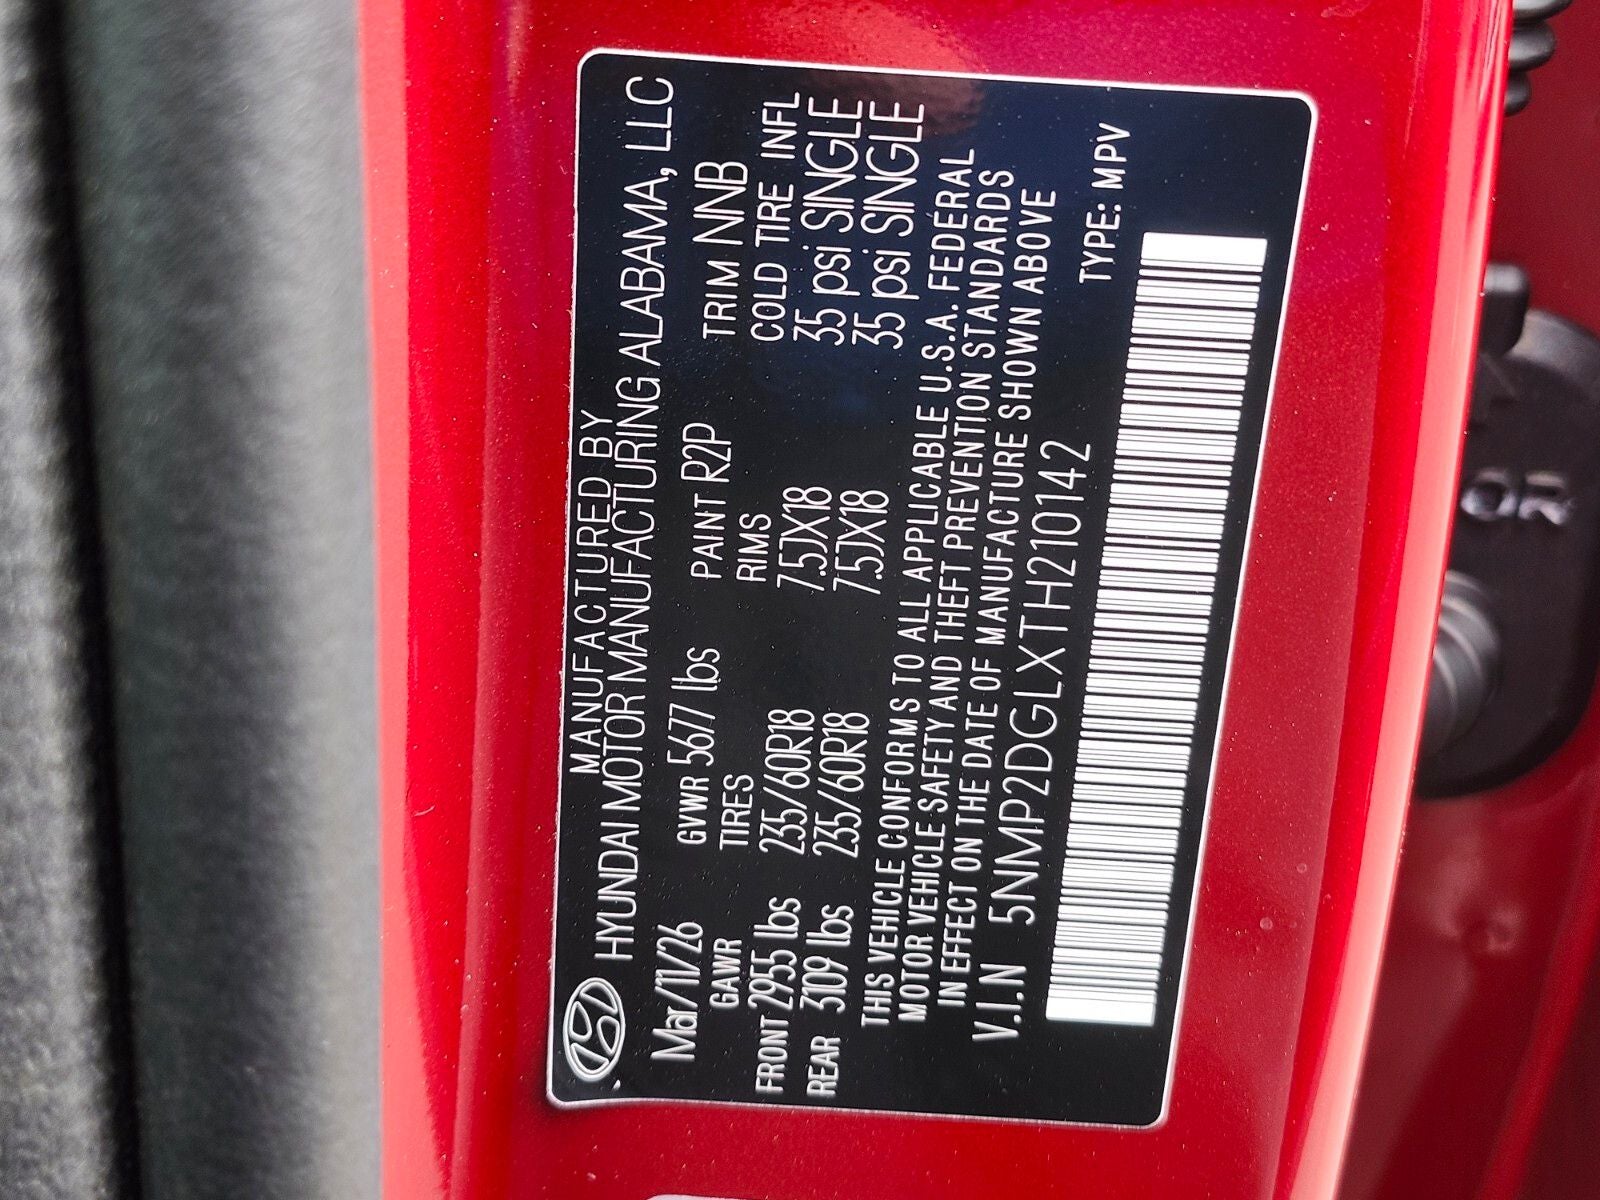 MANUFACTURED BY
HYUNDAI MOTOR MANUFACTURING ALABAMA, LLC
Mar/11/26 GVWR 5677 lbs PAINT R2P TRIM NNB
GAWR TIRES RIMS COLD TIRE INFL
FRONT 2955 lbs 235/60R18 7.5JX18 35 psi SINGLE
REAR 3109 lbs 235/60R18 7.5JX18 35 psi SINGLE
THIS VEHICLE CONFORMS TO ALL APPLICABLE U.S.A. FEDERAL
MOTOR VEHICLE SAFETY AND THEFT PREVENTION STANDARDS
IN EFFECT ON THE DATE OF MANUFACTURE SHOWN ABOVE
V.I.N 5NMP2DGLXTH210142 TYPE: MPV